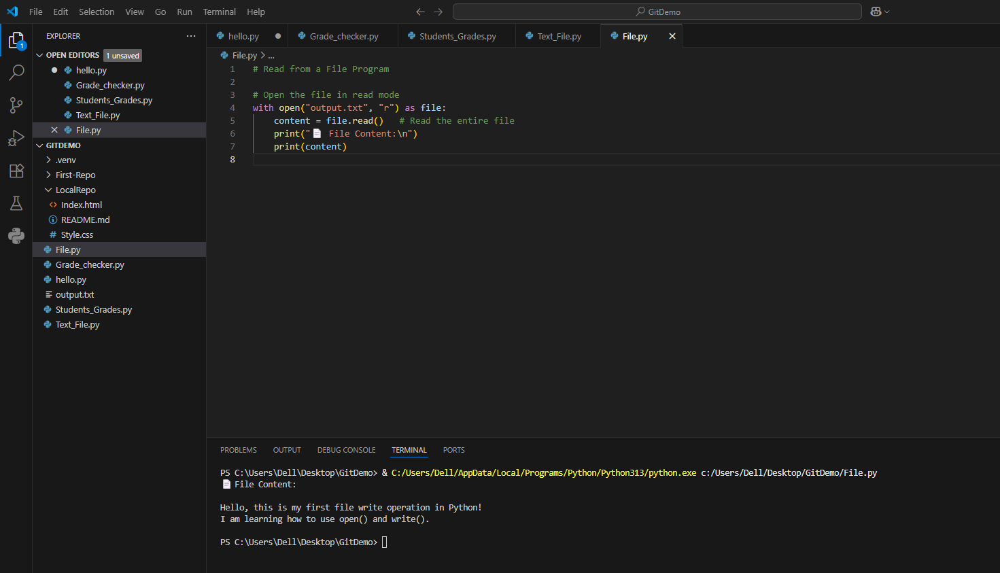 File Edit Selection View Go Run Terminal Help
GitDemo
1
EXPLORER
OPEN EDITORS 1 unsaved
hello.py
Grade_checker.py
Students_Grades.py
Text_File.py
File.py
GITDEMO
.venv
First-Repo
LocalRepo
Index.html
README.md
Style.css
File.py
Grade_checker.py
hello.py
output.txt
Students_Grades.py
Text_File.py
hello.py Grade_checker.py Students_Grades.py Text_File.py File.py
File.py > ...
1 # Read from a File Program
2
3 # Open the file in read mode
4 with open("output.txt", "r") as file:
5 content = file.read() # Read the entire file
6 print("📄 File Content:\n")
7 print(content)
8
PROBLEMS OUTPUT DEBUG CONSOLE TERMINAL PORTS
PS C:\Users\Dell\Desktop\GitDemo> & C:/Users/Dell/AppData/Local/Programs/Python/Python313/python.exe c:/Users/Dell/Desktop/GitDemo/File.py
📄 File Content:
Hello, this is my first file write operation in Python!
I am learning how to use open() and write().
PS C:\Users\Dell\Desktop\GitDemo>